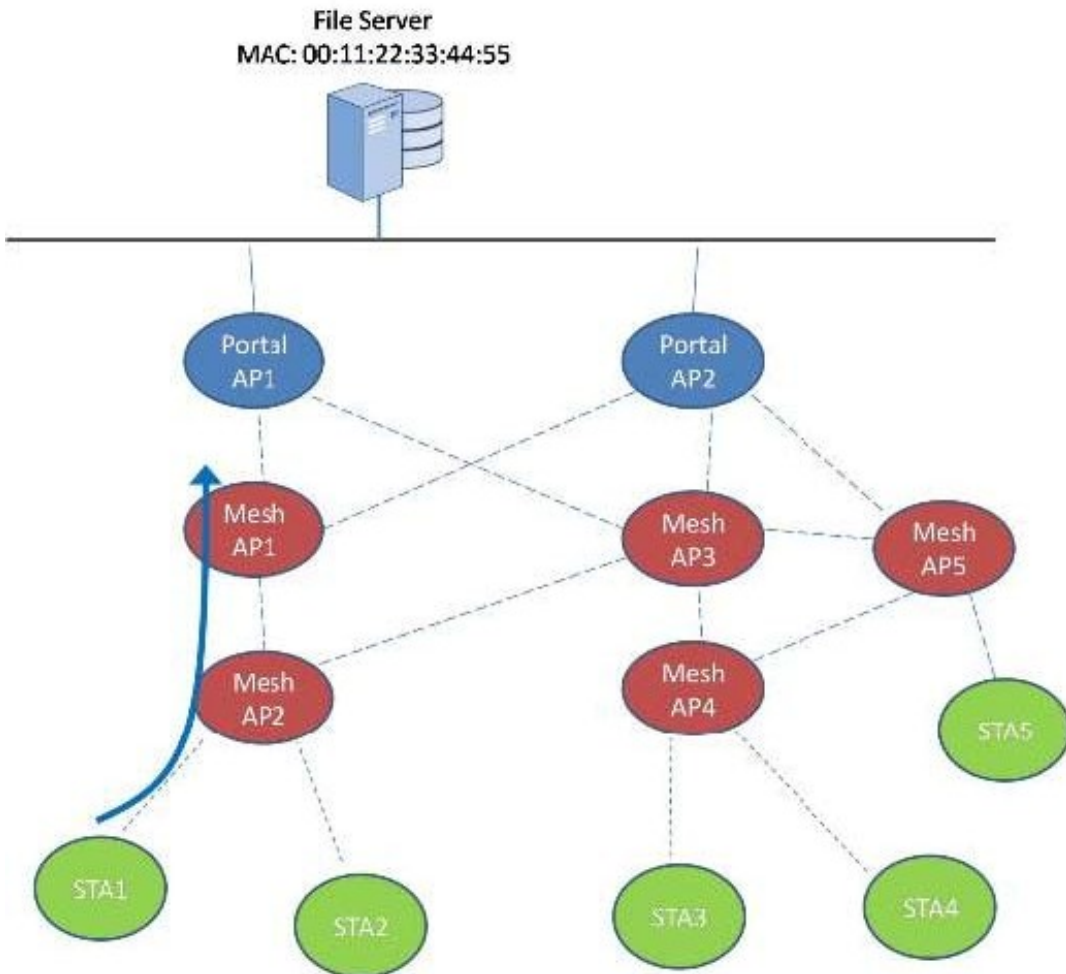 File Server
MAC: 00:11:22:33:44:55
Portal
AP1
Portal
AP2
Mesh
AP1
Mesh
AP3
Mesh
AP5
Mesh
AP2
Mesh
AP4
STA5
STA1
STA2
STA3
STA4